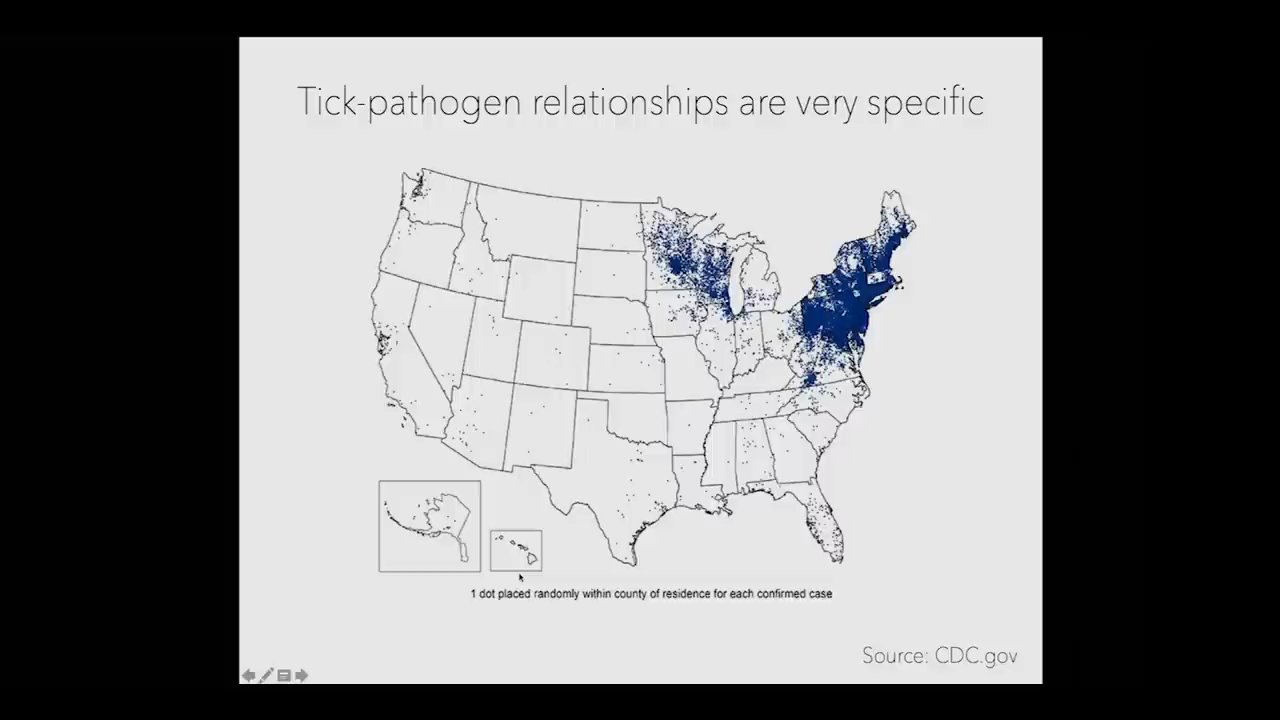 Tick-pathogen relationships are very specific
1 dot placed randomly within county of residence for each confirmed case
Source: CDC.gov